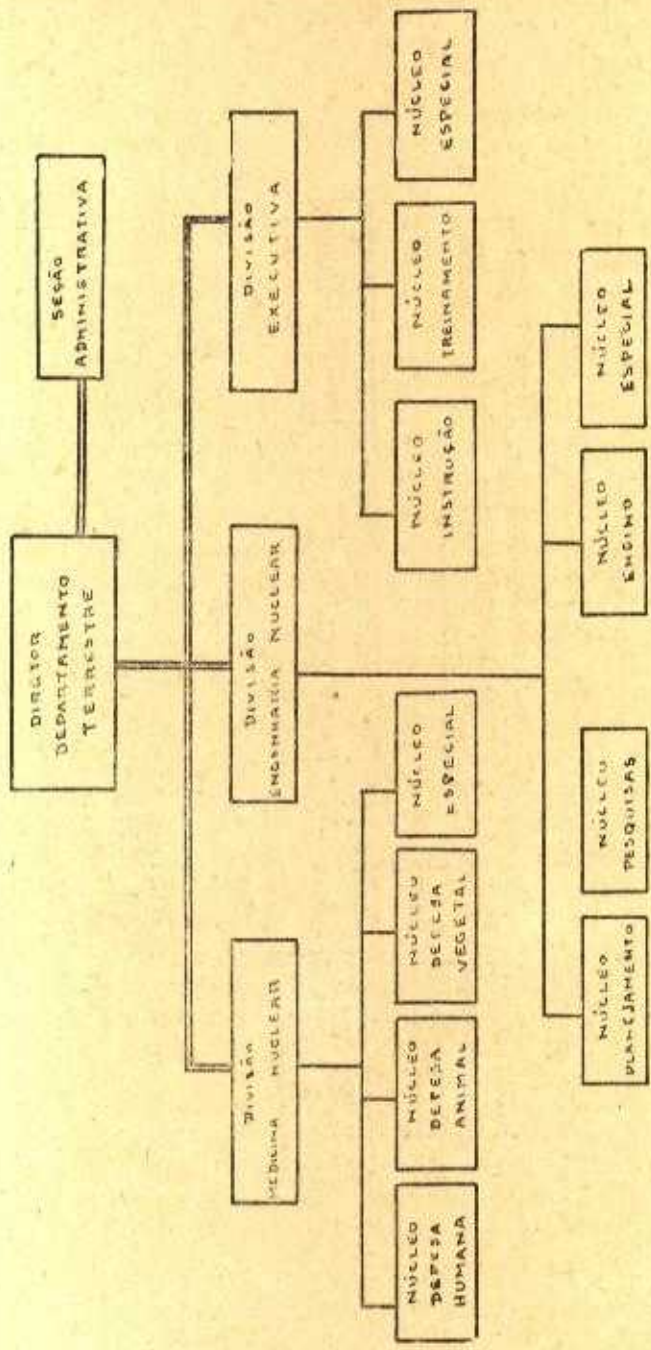 DIRETOR
DEPARTAMENTO
TERRESTRE
SEÇÃO
ADMINISTRATIVA
DIVISÃO
MEDICINA NUCLEAR
DIVISÃO
ENGENHARIA NUCLEAR
DIVISÃO
EXECUTIVA
NÚCLEO
DEFESA
HUMANA
NÚCLEO
DEFESA
ANIMAL
NÚCLEO
DEFESA
VEGETAL
NÚCLEO
ESPECIAL
NÚCLEO
INSTRUÇÃO
NÚCLEO
TREINAMENTO
NÚCLEO
ESPECIAL
NÚCLEO
PLANEJAMENTO
NÚCLEO
PESQUISAS
NÚCLEO
ENDINO
NÚCLEO
ESPECIAL